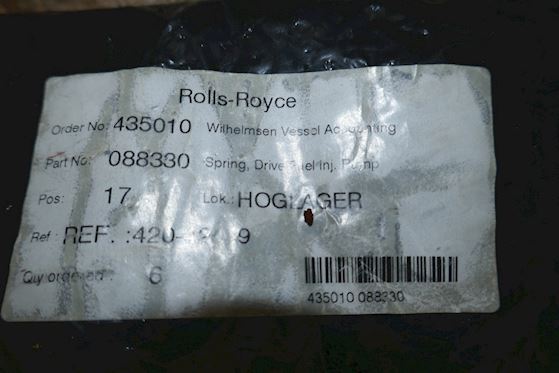 Rolls-Royce
Order No: 435010 Wilhelmsen Vessel Accounting
Part No: 088330 Spring, Drive Fuel Inj. Pump
Pos: 17 Lok.: HOGLAGER
Ref : REF. :420-
Qty ordered : 6
435010 088330